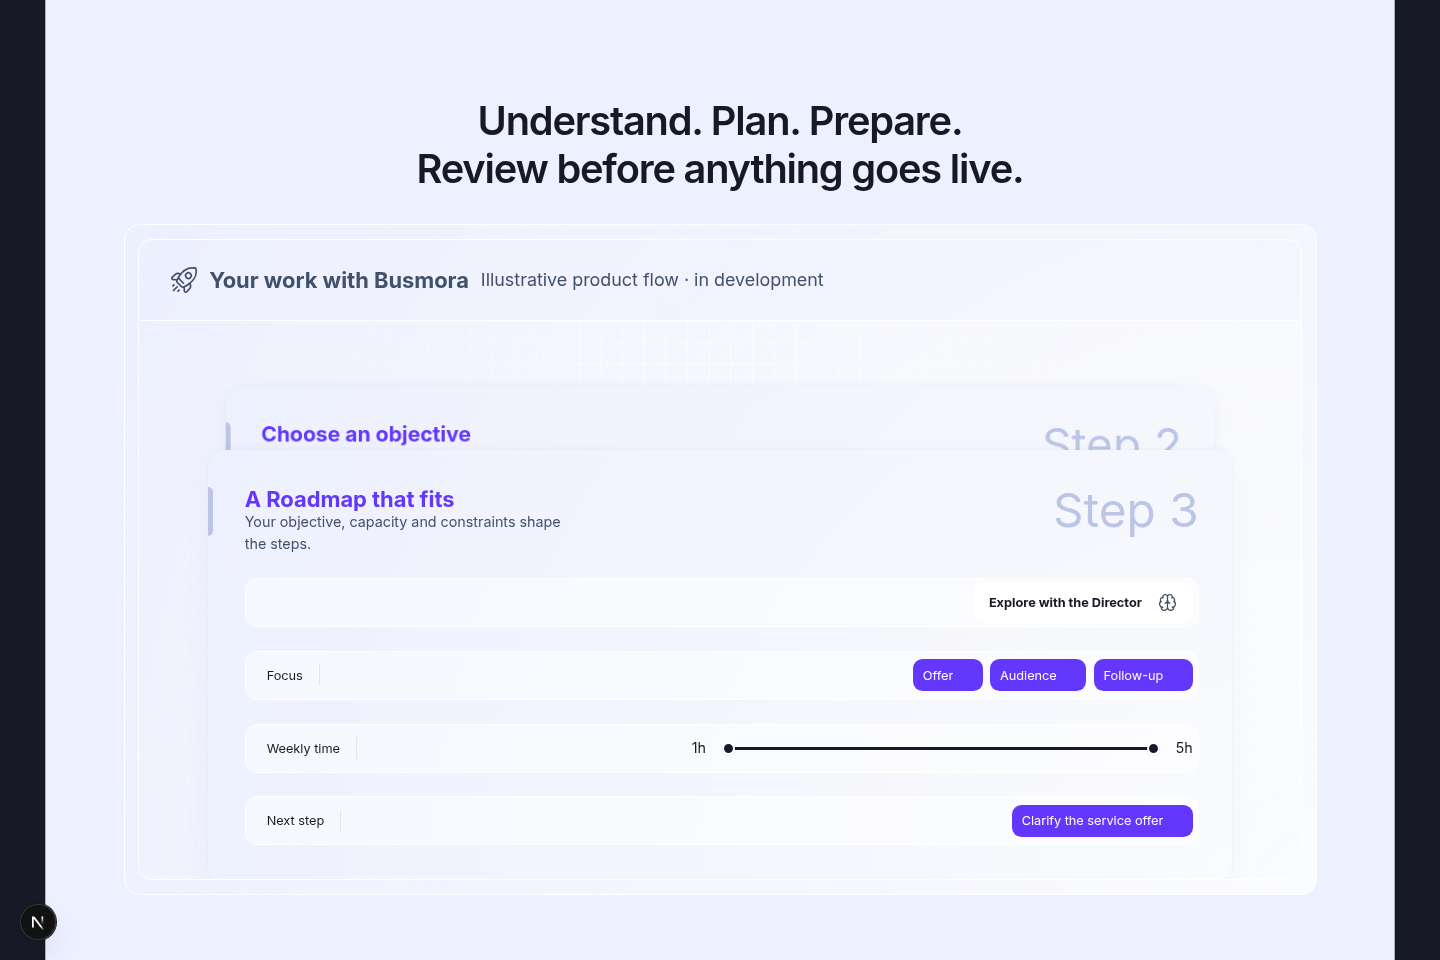 Understand. Plan. Prepare.
Review before anything goes live.
Your work with Busmora Illustrative product flow · in development
Choose an objective
Step 2
A Roadmap that fits
Step 3
Your objective, capacity and constraints shape
the steps.
Explore with the Director
Focus
Offer
Audience
Follow-up
Weekly time
1h
5h
Next step
Clarify the service offer
N